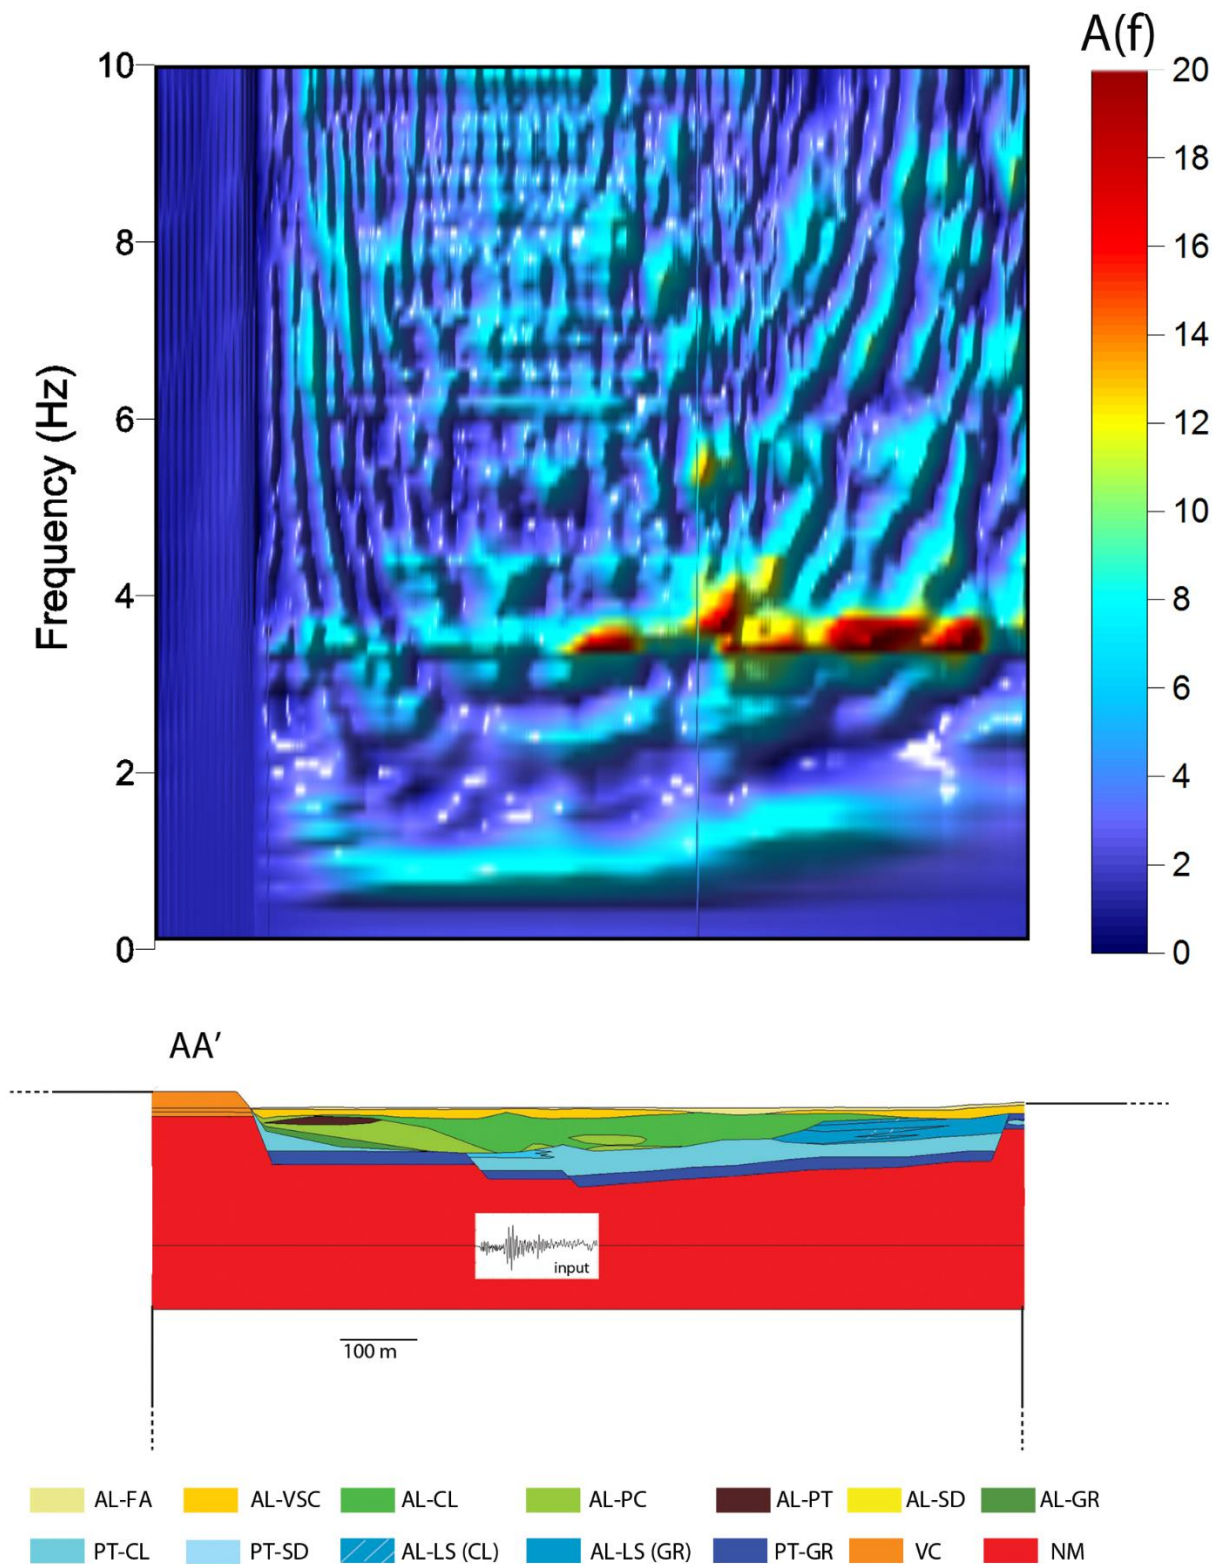 A(f)
10
8
6
4
2
0
Frequency (Hz)
20
18
16
14
12
10
8
6
4
2
0
AA’
input
100 m
AL-FA AL-VSC AL-CL AL-PC AL-PT AL-SD AL-GR
PT-CL PT-SD AL-LS (CL) AL-LS (GR) PT-GR VC NM